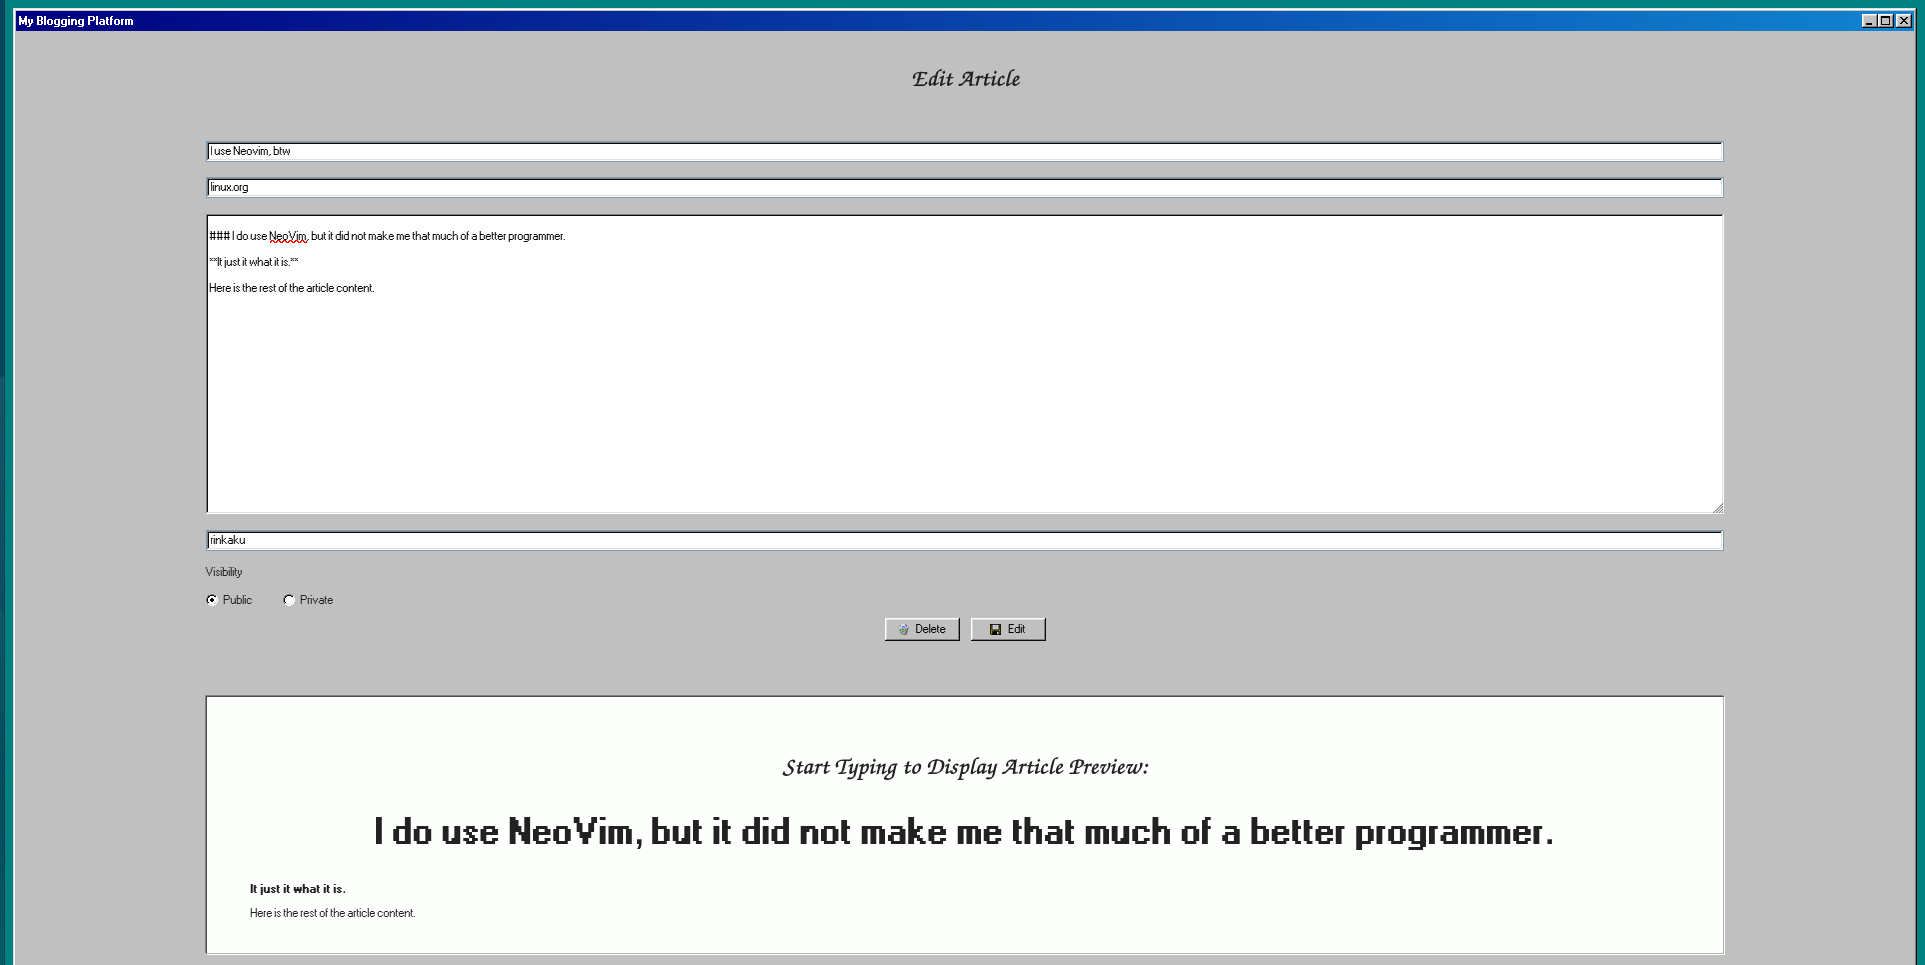 My Blogging Platform
Edit Article
I use Neovim, btw
linux.org
### I do use NeoVim, but it did not make me that much of a better programmer.
**It just it what it is.**
Here is the rest of the article content.
rinkaku
Visibility
Public Private
Delete Edit
Start Typing to Display Article Preview:
I do use NeoVim, but it did not make me that much of a better programmer.
It just it what it is.
Here is the rest of the article content.